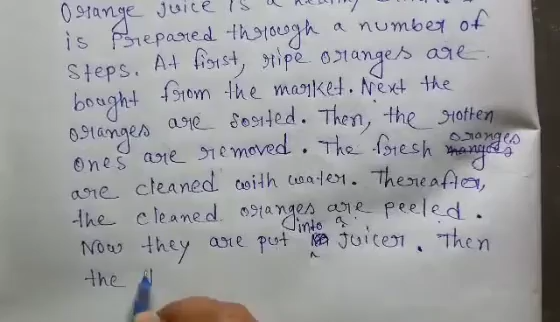 Orange juice is a healthy
is prepared through a number of
steps. At first, ripe oranges are
bought from the market. Next the
oranges are sorted. Then, the rotten
ones are removed. The fresh oranges
are cleaned with water. Thereafter,
the cleaned oranges are peeled.
Now they are put into a juicer. Then
the